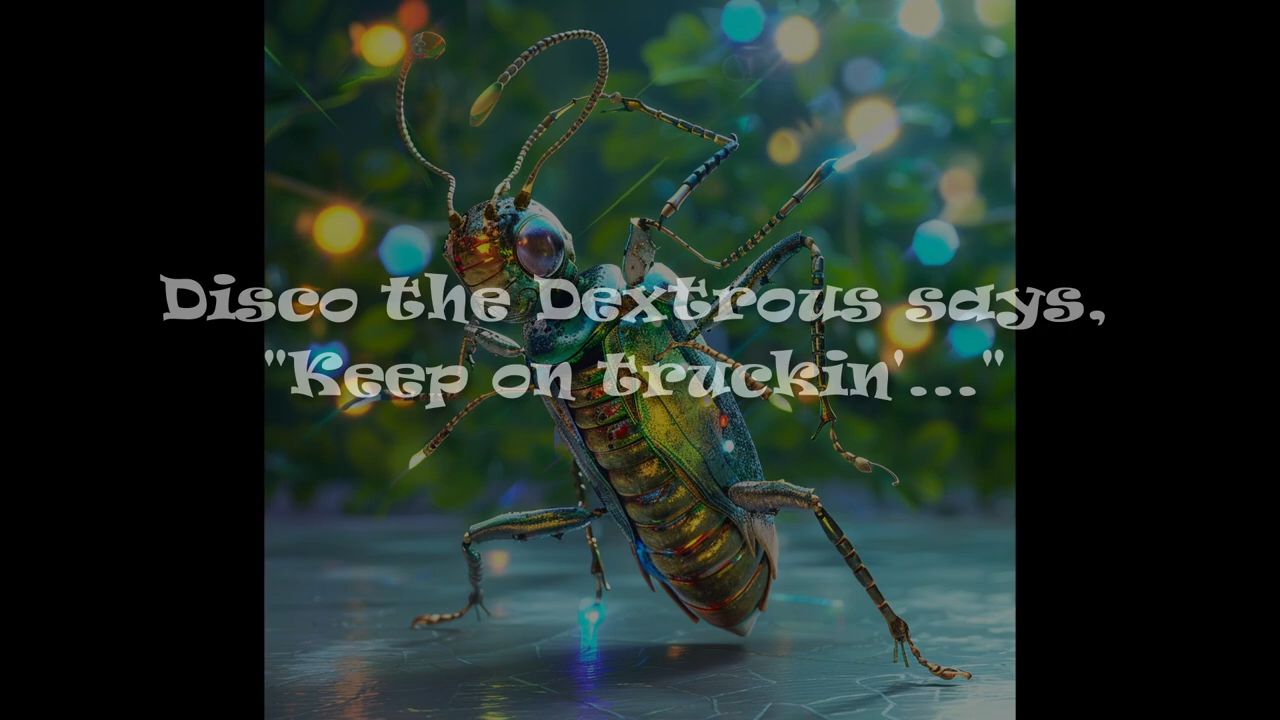 Disco the Dextrous says,
"Keep on truckin'..."